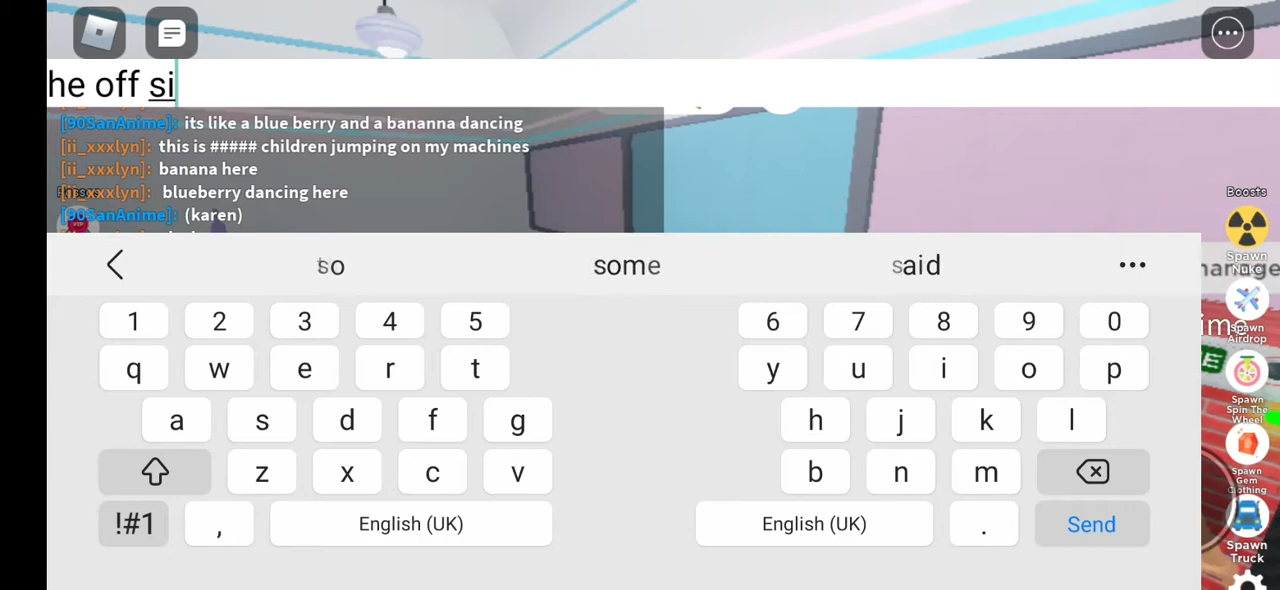 he off si
[90SanAnime]: its like a blue berry and a bananna dancing
[ii_xxxlyn]: this is ##### children jumping on my machines
[ii_xxxlyn]: banana here
[ii_xxxlyn]: blueberry dancing here
[90SanAnime]: (karen)
VIP
so some said
1 2 3 4 5 6 7 8 9 0
q w e r t y u i o p
a s d f g h j k l
z x c v b n m
!#1 , English (UK) English (UK) . Send
Boosts
Spawn
Nuke
Spawn
Airdrop
Spawn
Spin The
Wheel
Spawn
Gem
Clothing
Spawn
Truck